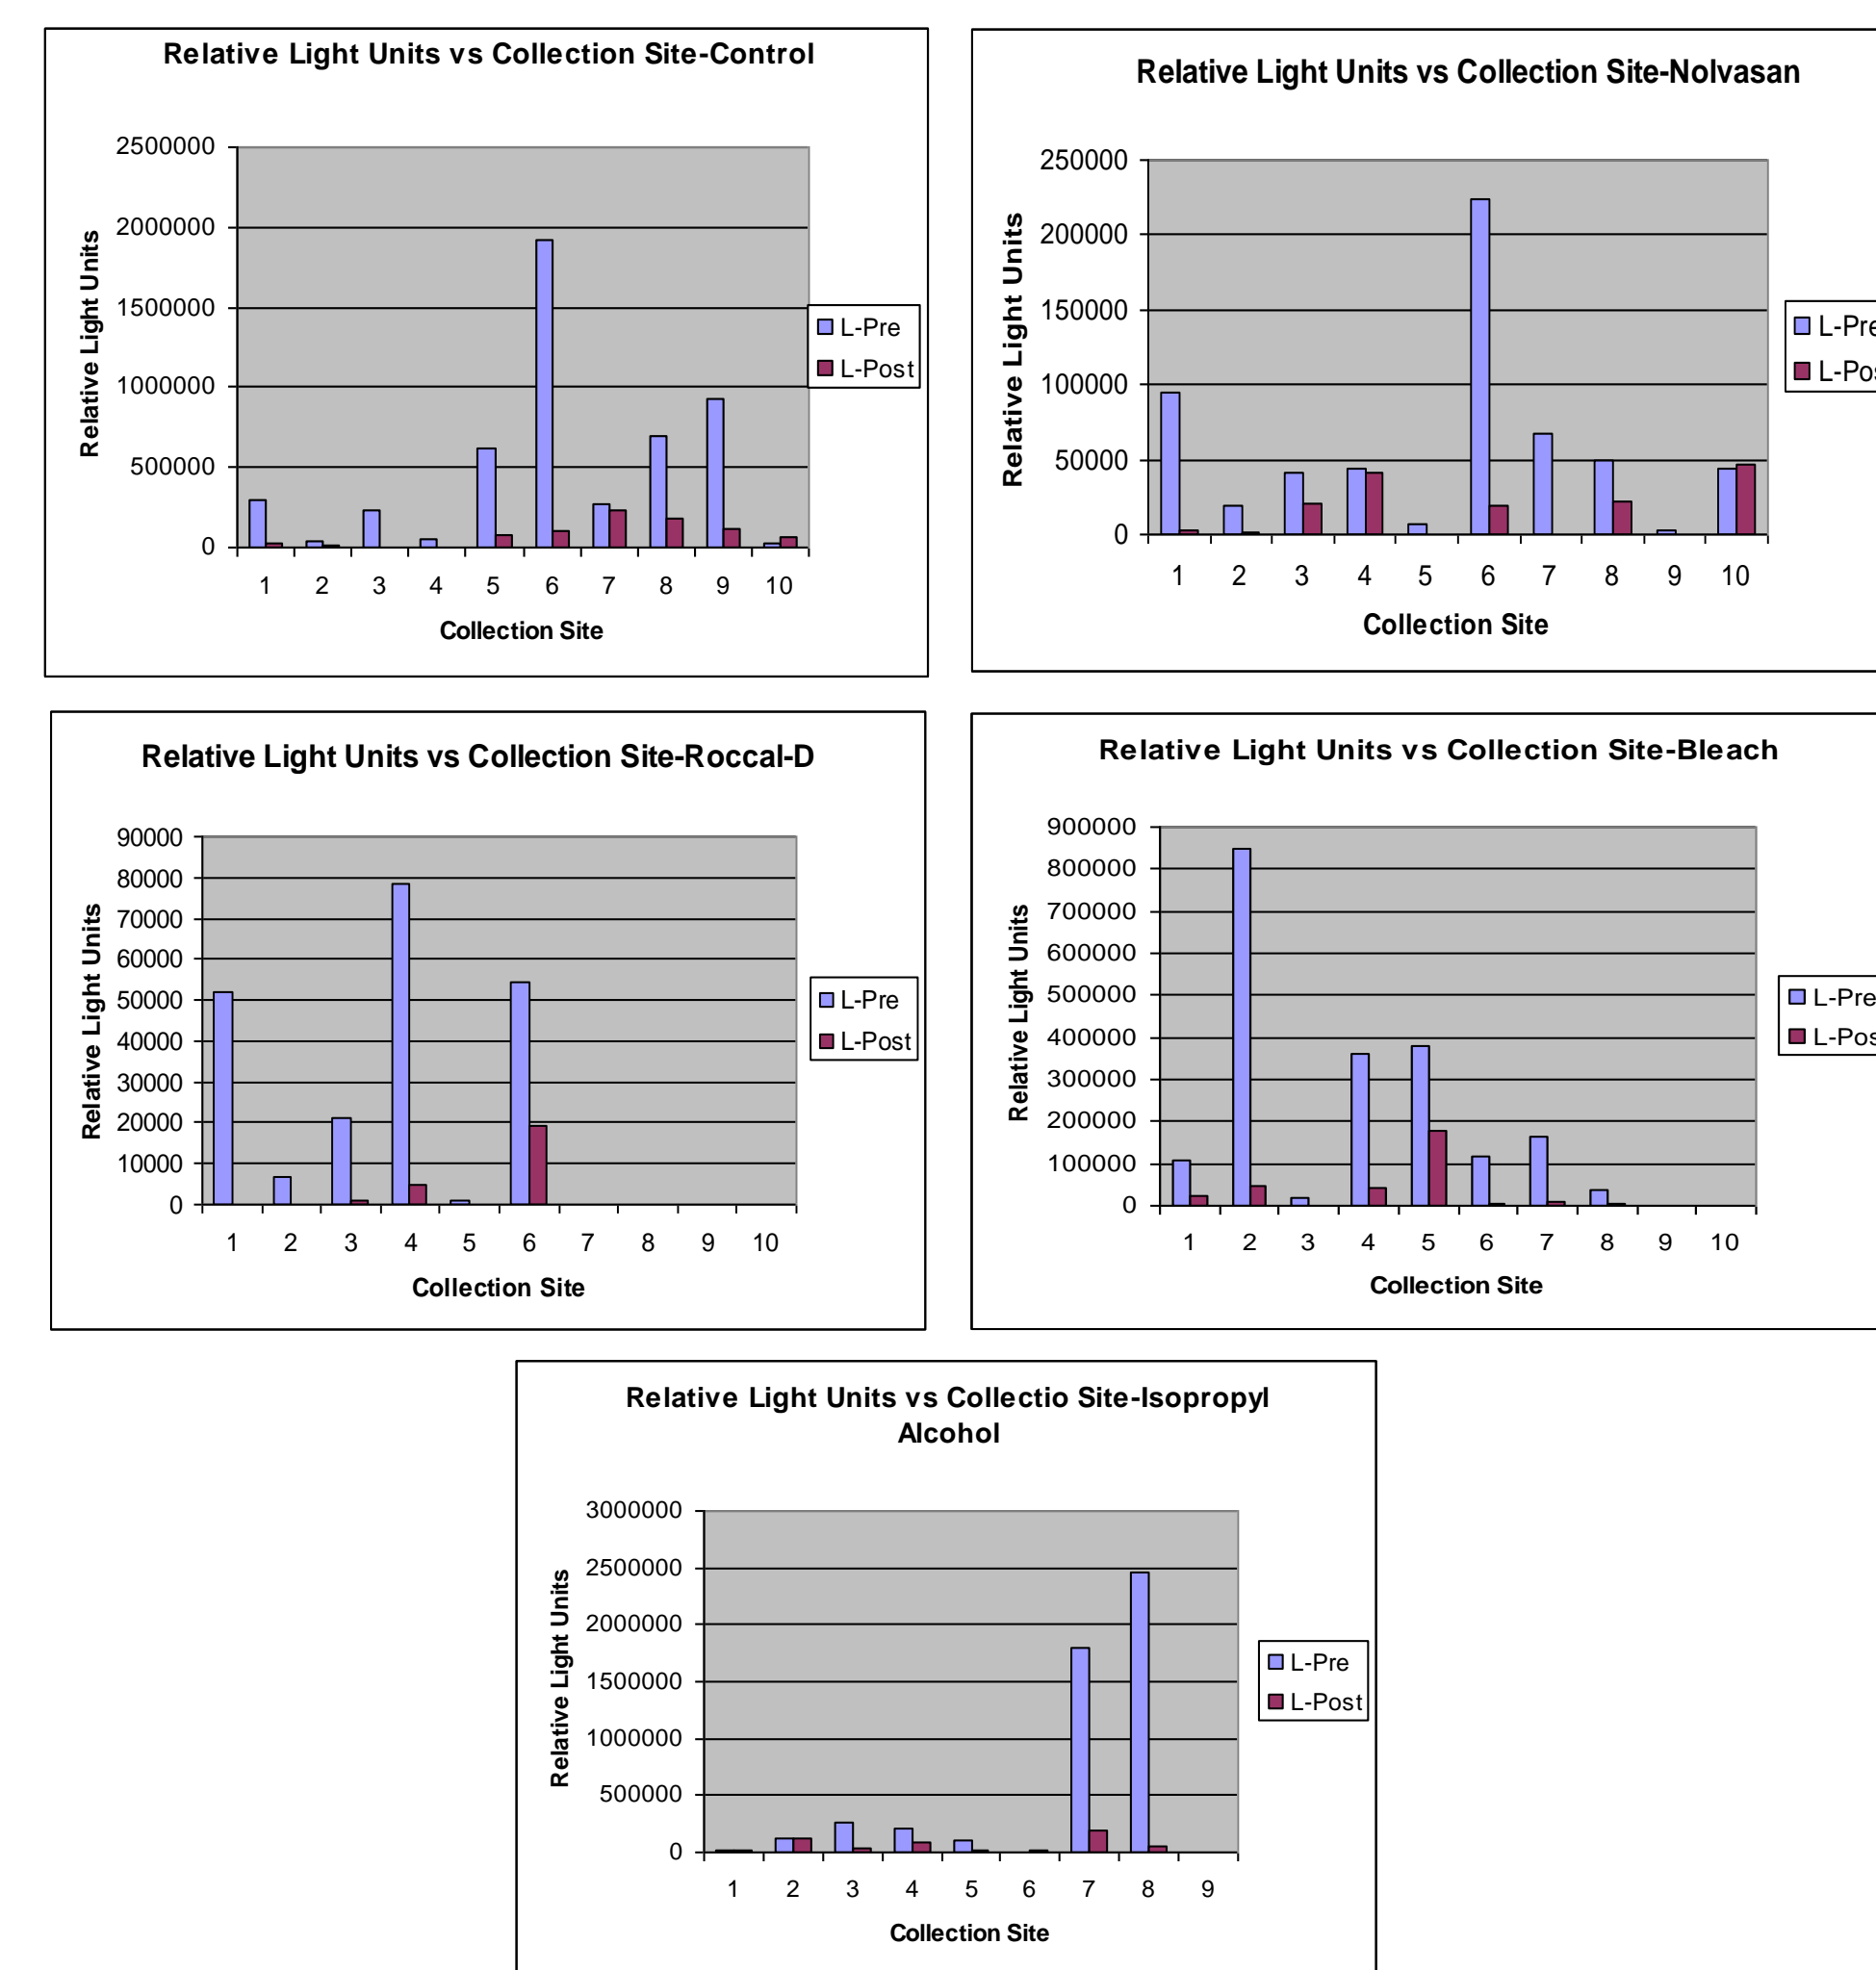 Relative Light Units vs Collection Site-Control
2500000
2000000
1500000
1000000
500000
0
Relative Light Units
1 2 3 4 5 6 7 8 9 10
Collection Site
L-Pre
L-Post
Relative Light Units vs Collection Site-Nolvasan
250000
200000
150000
100000
50000
0
Relative Light Units
1 2 3 4 5 6 7 8 9 10
Collection Site
L-Pre
L-Pos
Relative Light Units vs Collection Site-Roccal-D
90000
80000
70000
60000
50000
40000
30000
20000
10000
0
Relative Light Units
1 2 3 4 5 6 7 8 9 10
Collection Site
L-Pre
L-Post
Relative Light Units vs Collection Site-Bleach
900000
800000
700000
600000
500000
400000
300000
200000
100000
0
Relative Light Units
1 2 3 4 5 6 7 8 9 10
Collection Site
L-Pre
L-Pos
Relative Light Units vs Collectio Site-Isopropyl
Alcohol
3000000
2500000
2000000
1500000
1000000
500000
0
Relative Light Units
1 2 3 4 5 6 7 8 9
Collection Site
L-Pre
L-Post